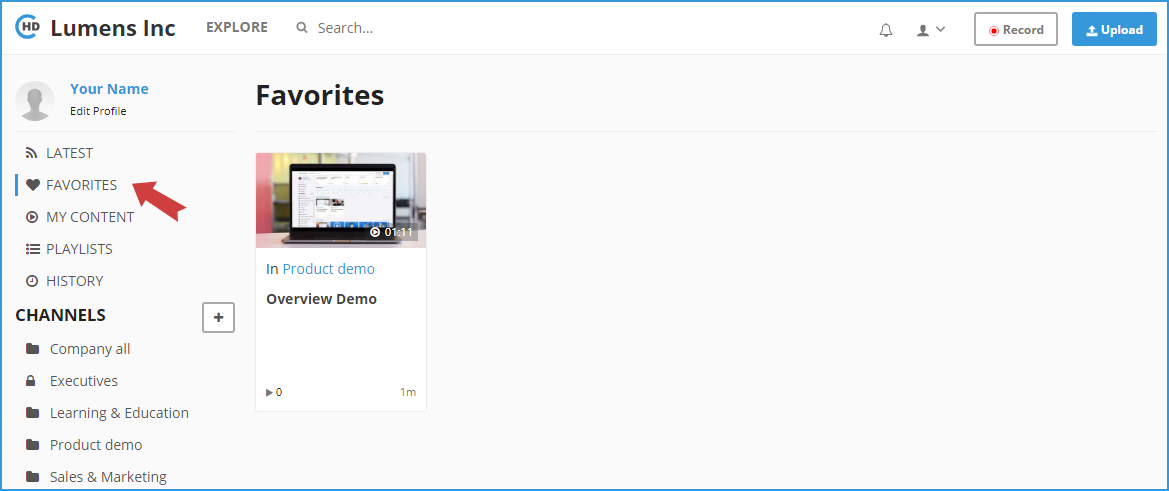 HD Lumens Inc EXPLORE Search... Record Upload
Your Name
Edit Profile
LATEST
FAVORITES
MY CONTENT
PLAYLISTS
HISTORY
CHANNELS +
Company all
Executives
Learning & Education
Product demo
Sales & Marketing
Favorites
01:11
In Product demo
Overview Demo
0 1m